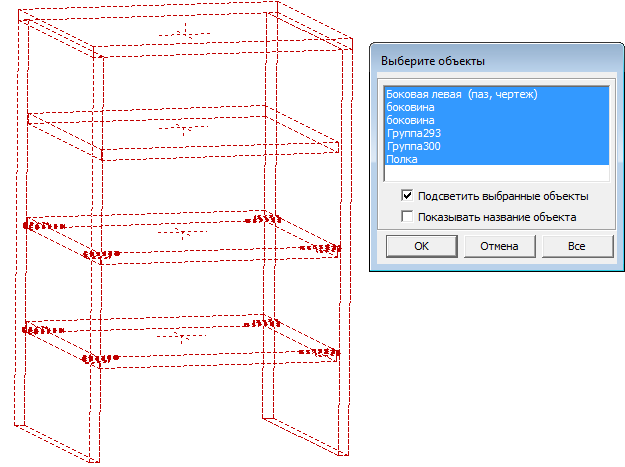 Выберите объекты
Боковая левая (паз, чертеж)
боковина
боковина
Группа293
Группа300
Полка
Подсветить выбранные объекты
Показывать название объекта
OK
Отмена
Все